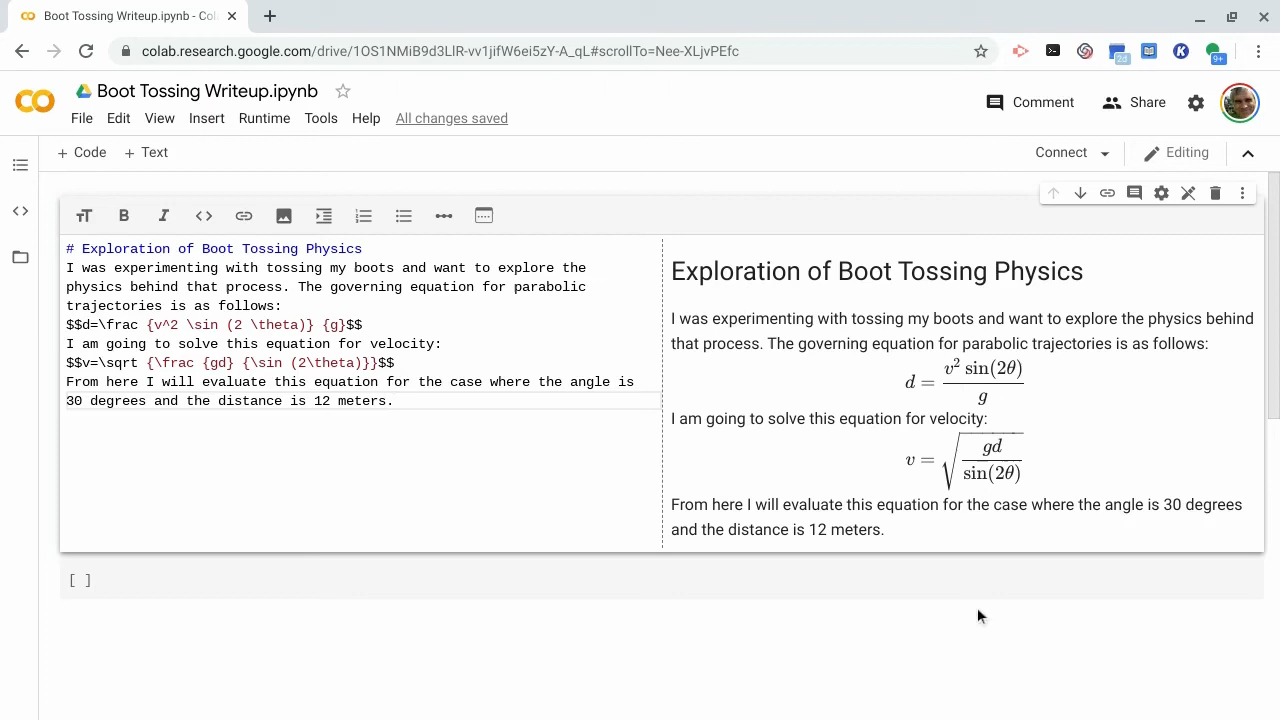 Boot Tossing Writeup.ipynb - Col
colab.research.google.com/drive/1OS1NMiB9d3LlR-vv1jifW6ei5zY-A_qL#scrollTo=Nee-XLjvPEfc
2d
K
9+
Boot Tossing Writeup.ipynb
Comment
Share
File Edit View Insert Runtime Tools Help All changes saved
+ Code + Text
Connect
Editing
# Exploration of Boot Tossing Physics
I was experimenting with tossing my boots and want to explore the
physics behind that process. The governing equation for parabolic
trajectories is as follows:
$$d=\frac {v^2 \sin (2 \theta)} {g}$$
I am going to solve this equation for velocity:
$$v=\sqrt {\frac {gd} {\sin (2\theta)}}$$
From here I will evaluate this equation for the case where the angle is
30 degrees and the distance is 12 meters.
Exploration of Boot Tossing Physics
I was experimenting with tossing my boots and want to explore the physics behind
that process. The governing equation for parabolic trajectories is as follows:
d = v² sin(2θ) / g
I am going to solve this equation for velocity:
v = √(gd / sin(2θ))
From here I will evaluate this equation for the case where the angle is 30 degrees
and the distance is 12 meters.
[ ]